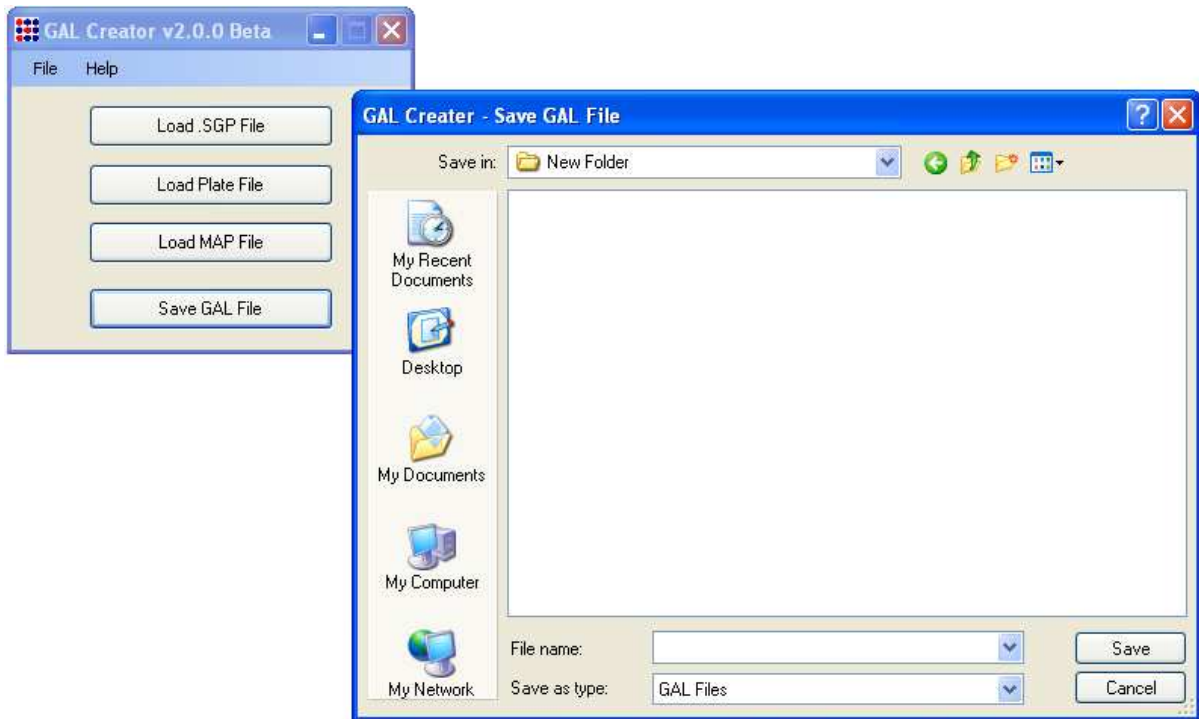 GAL Creator v2.0.0 Beta
File Help
Load .SGP File
Load Plate File
Load MAP File
Save GAL File
GAL Creater - Save GAL File
Save in: New Folder
My Recent
Documents
Desktop
My Documents
My Computer
My Network
File name:
Save
Save as type: GAL Files
Cancel